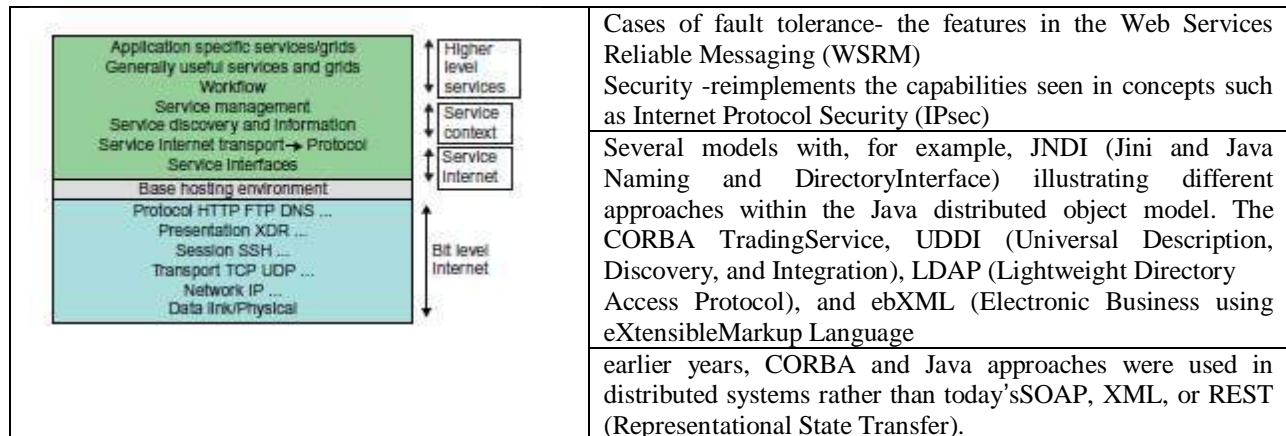 Application specific services/grids
Generally useful services and grids
Workflow
Service management
Service discovery and information
Service Internet transport→ Protocol
Service Interfaces
Base hosting environment
Protocol HTTP FTP DNS ...
Presentation XDR ...
Session SSH ...
Transport TCP UDP ...
Network IP ...
Data link/Physical
Higher
level
services
Service
context
Service
Internet
Bit level
Internet
Cases of fault tolerance- the features in the Web Services
Reliable Messaging (WSRM)
Security -reimplements the capabilities seen in concepts such
as Internet Protocol Security (IPsec)
Several models with, for example, JNDI (Jini and Java
Naming and DirectoryInterface) illustrating different
approaches within the Java distributed object model. The
CORBA TradingService, UDDI (Universal Description,
Discovery, and Integration), LDAP (Lightweight Directory
Access Protocol), and ebXML (Electronic Business using
eXtensibleMarkup Language
earlier years, CORBA and Java approaches were used in
distributed systems rather than today’sSOAP, XML, or REST
(Representational State Transfer).